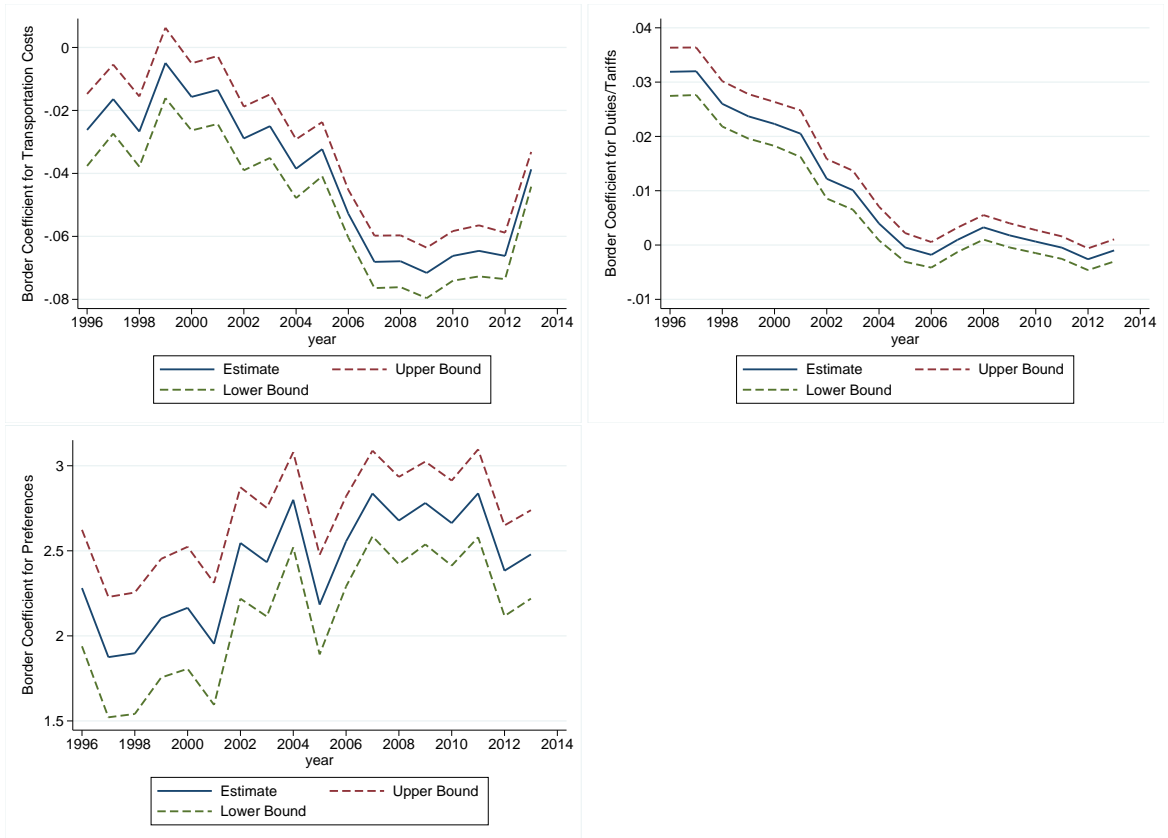 Border Coefficient for Transportation Costs
0
-.02
-.04
-.06
-.08
1996 1998 2000 2002 2004 2006 2008 2010 2012 2014
year
Estimate Upper Bound
Lower Bound
Border Coefficient for Duties/Tariffs
.04
.03
.02
.01
0
-.01
1996 1998 2000 2002 2004 2006 2008 2010 2012 2014
year
Estimate Upper Bound
Lower Bound
Border Coefficient for Preferences
3
2.5
2
1.5
1996 1998 2000 2002 2004 2006 2008 2010 2012 2014
year
Estimate Upper Bound
Lower Bound